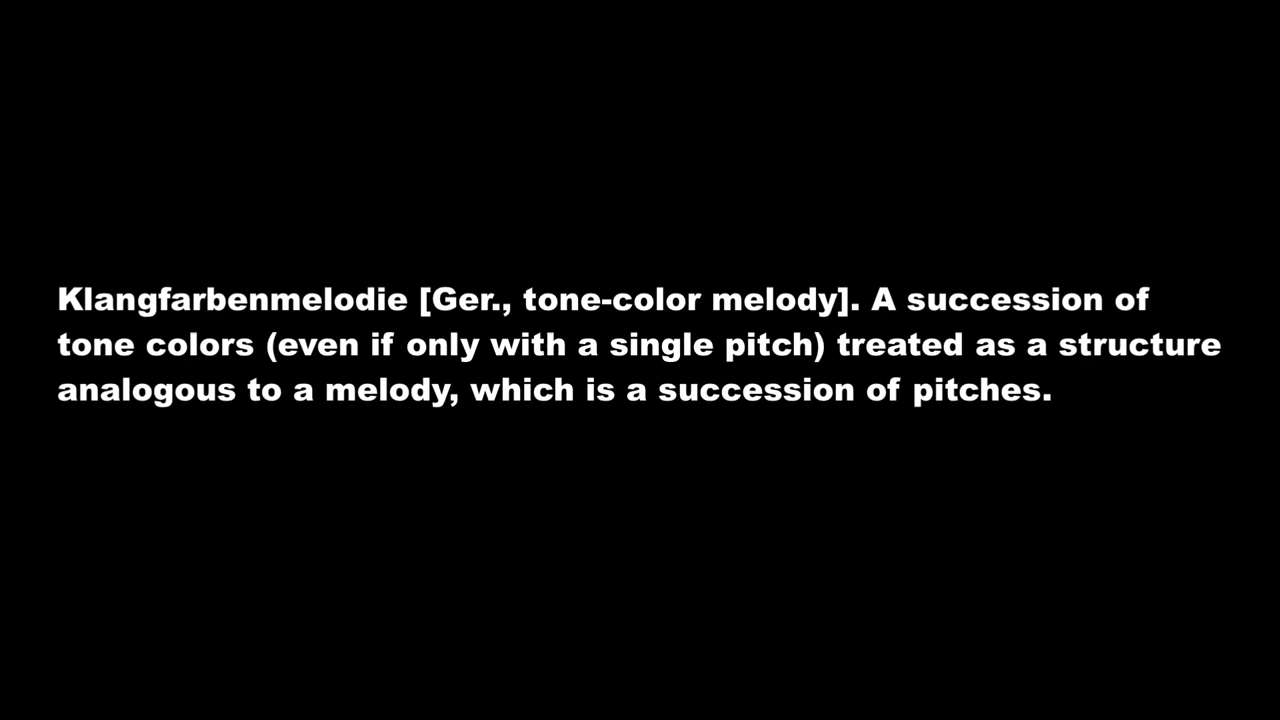 Klangfarbenmelodie [Ger., tone-color melody]. A succession of
tone colors (even if only with a single pitch) treated as a structure
analogous to a melody, which is a succession of pitches.